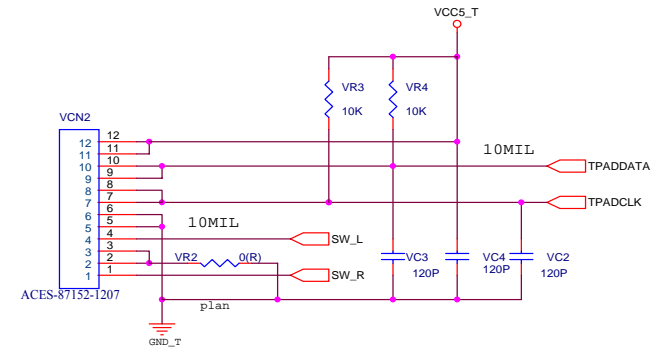 VCC5_T
VR3
VR4
10K
10K
VCN2
12
12
11
11
10
10
10MIL
TPADDATA
9
9
8
8
7
7
TPADCLK
6
6
5
5
10MIL
4
4
SW_L
3
3
VR2
0(R)
2
2
VC3
120P
VC4
120P
VC2
120P
1
1
SW_R
ACES-87152-1207
plan
GND_T